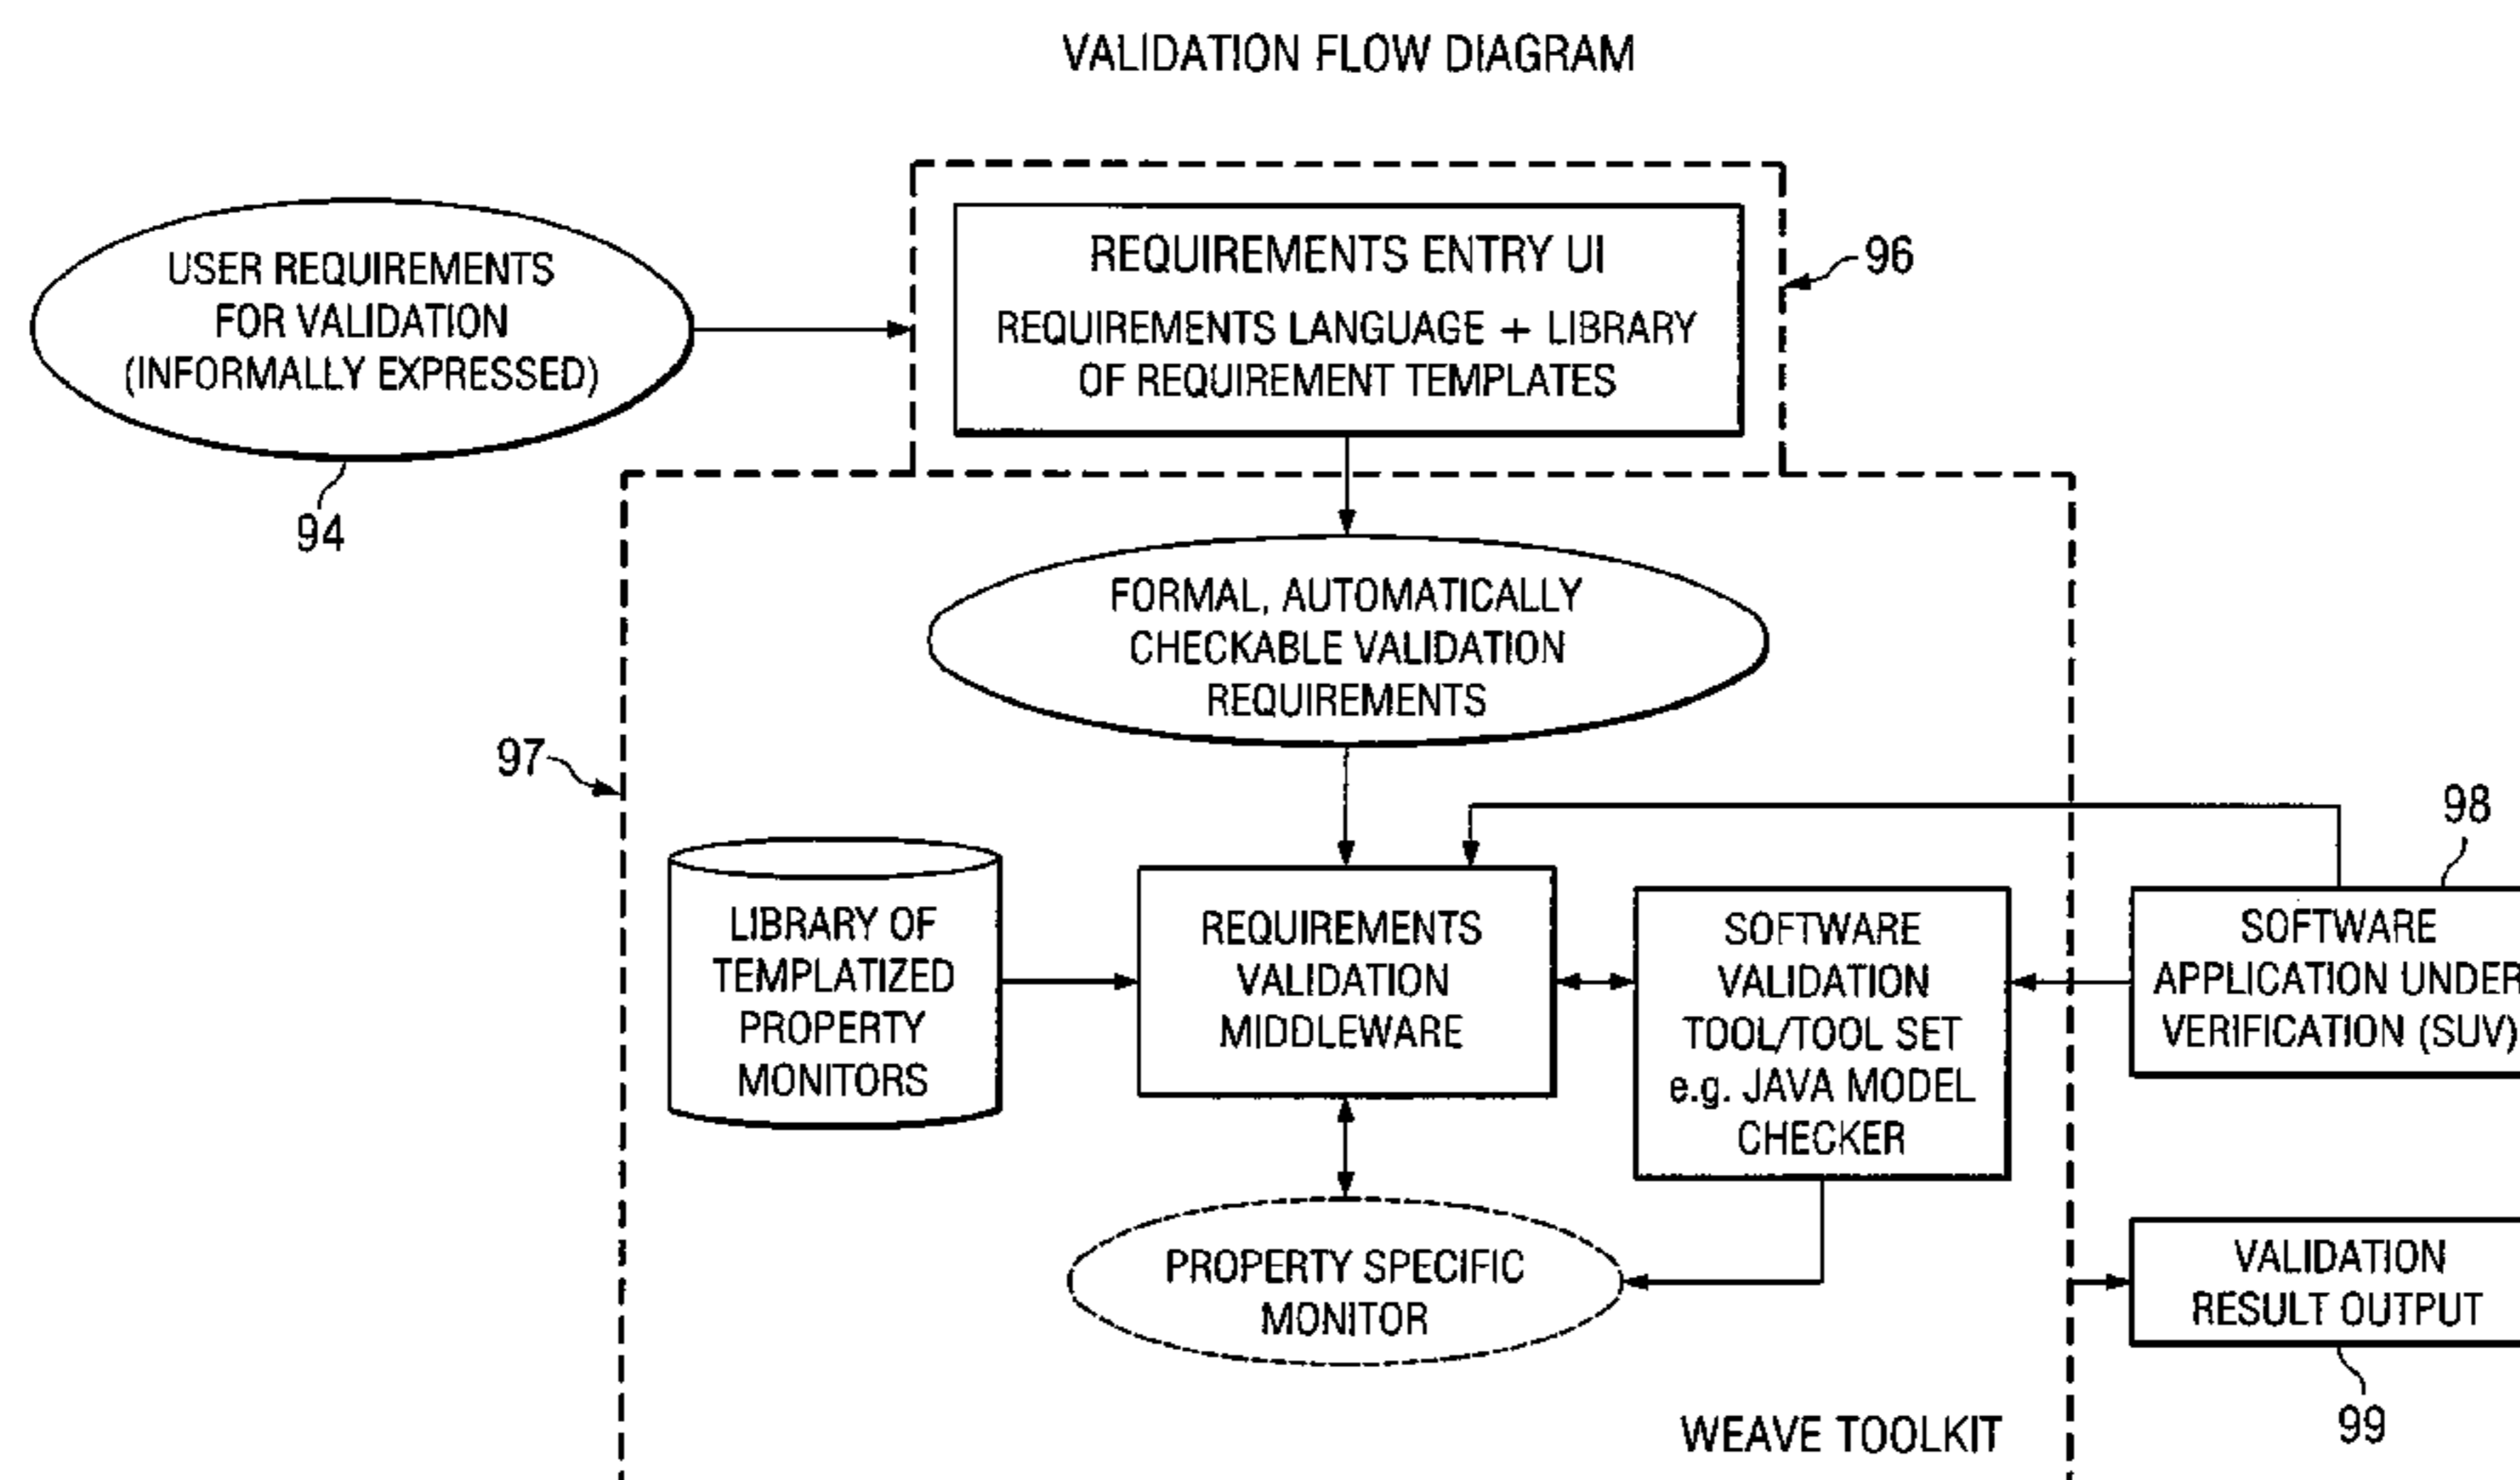 VALIDATION FLOW DIAGRAM
USER REQUIREMENTS
FOR VALIDATION
(INFORMALLY EXPRESSED)
94
REQUIREMENTS ENTRY UI
REQUIREMENTS LANGUAGE + LIBRARY
OF REQUIREMENT TEMPLATES
96
FORMAL, AUTOMATICALLY
CHECKABLE VALIDATION
REQUIREMENTS
97
LIBRARY OF
TEMPLATIZED
PROPERTY
MONITORS
REQUIREMENTS
VALIDATION
MIDDLEWARE
SOFTWARE
VALIDATION
TOOL/TOOL SET
e.g. JAVA MODEL
CHECKER
98
SOFTWARE
APPLICATION UNDER
VERIFICATION (SUV)
PROPERTY SPECIFIC
MONITOR
VALIDATION
RESULT OUTPUT
99
WEAVE TOOLKIT